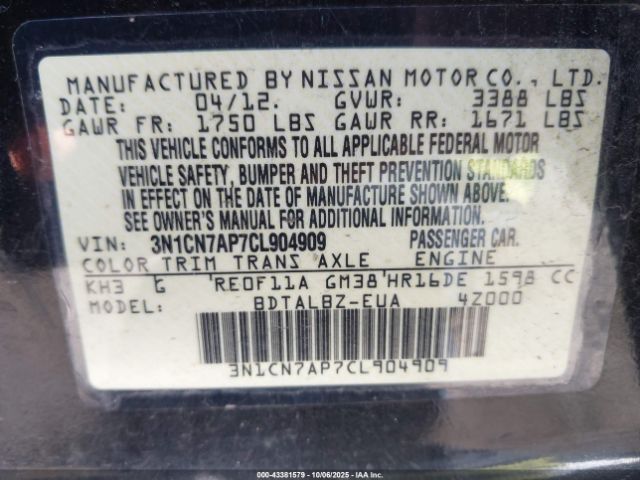 MANUFACTURED BY NISSAN MOTOR CO., LTD.
DATE: 04/12. GVWR: 3388 LBS
GAWR FR: 1750 LBS GAWR RR: 1671 LBS
THIS VEHICLE CONFORMS TO ALL APPLICABLE FEDERAL MOTOR
VEHICLE SAFETY, BUMPER AND THEFT PREVENTION STANDARDS
IN EFFECT ON THE DATE OF MANUFACTURE SHOWN ABOVE.
SEE OWNER'S MANUAL FOR ADDITIONAL INFORMATION.
VIN: 3N1CN7AP7CL904909 PASSENGER CAR.
COLOR TRIM TRANS AXLE ENGINE
KH3 G 'RE0F11A GM38'HR16DE 1598 CC
MODEL: BDTALBZ-EUA 4Z000
3N1CN7AP7CL904909
000-43381579 | 10/06/2025 | ©IAA, Inc.